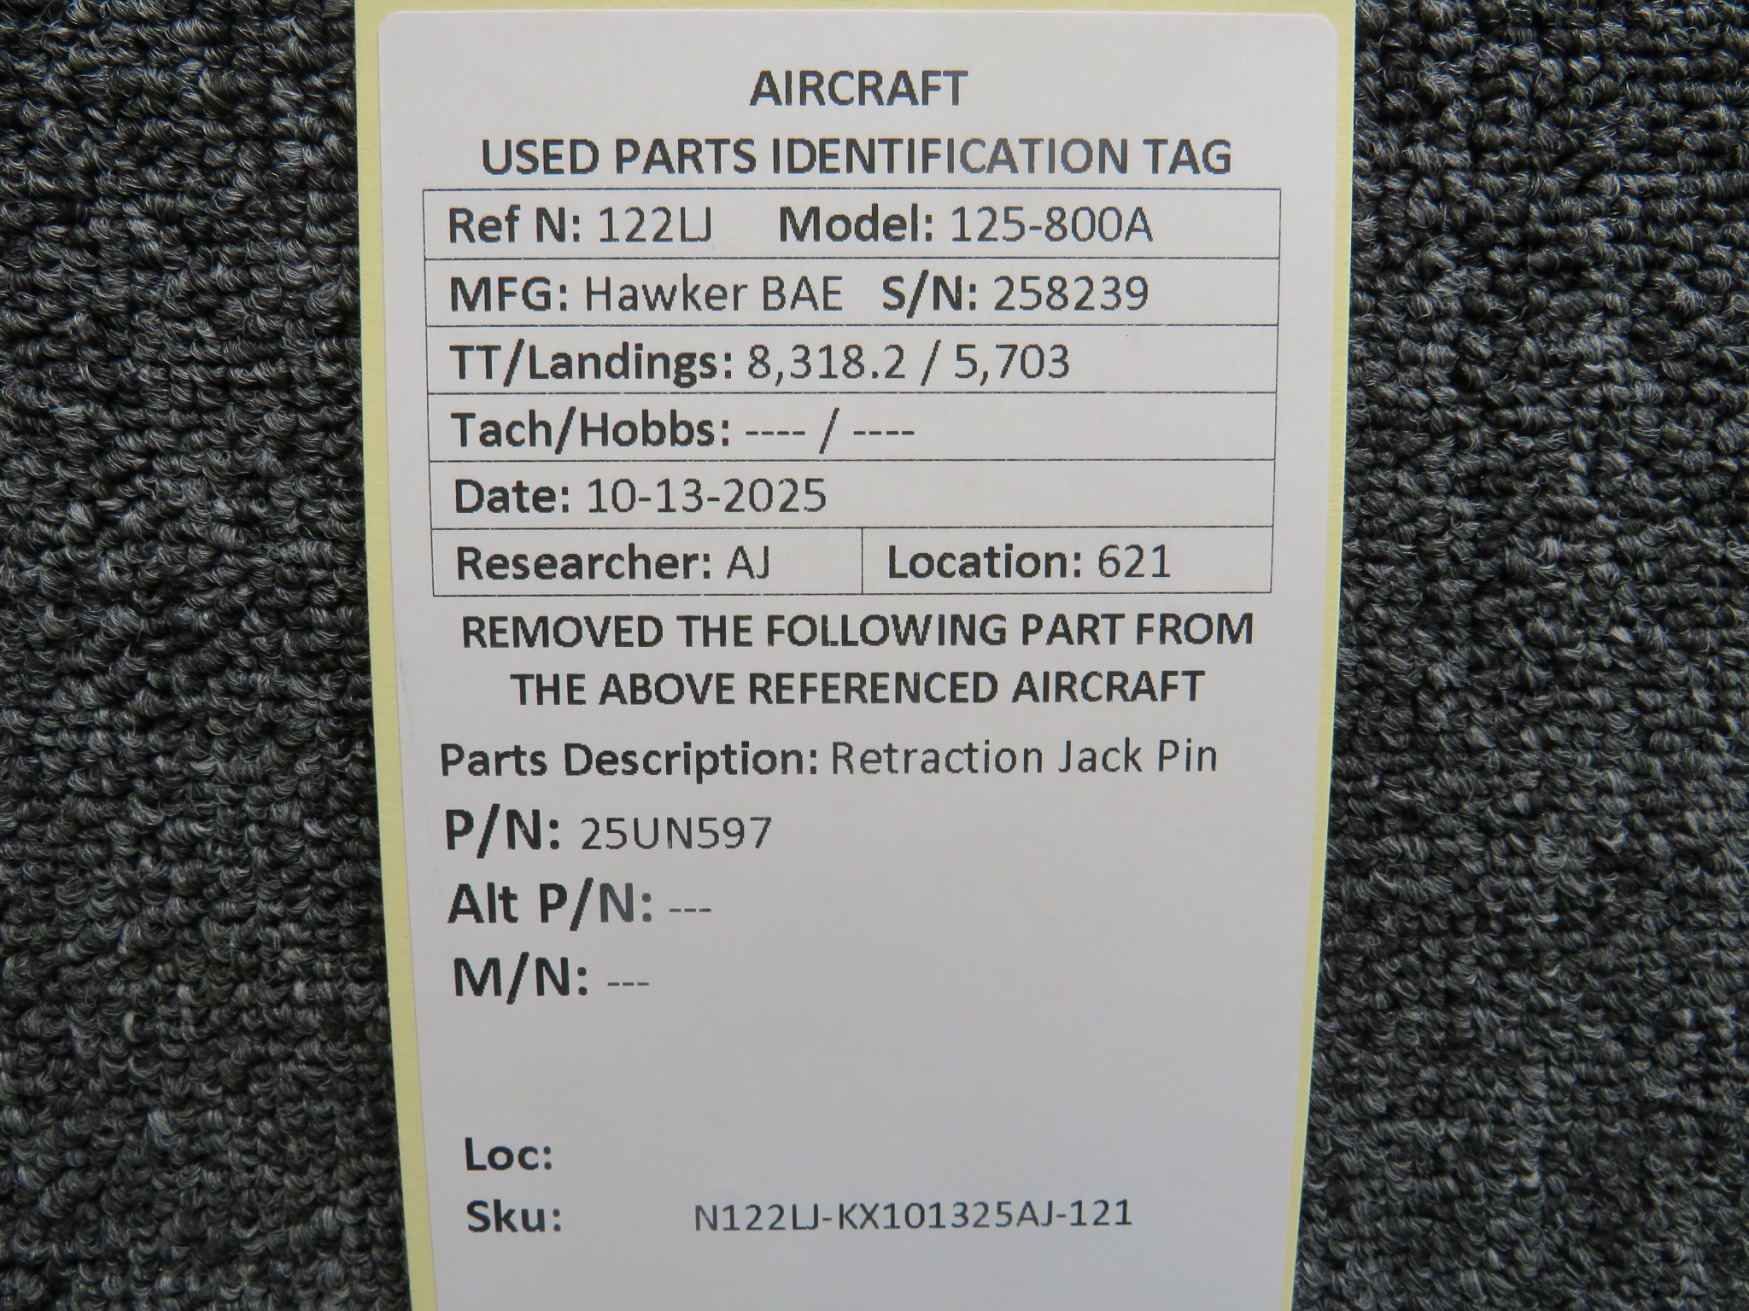 AIRCRAFT
USED PARTS IDENTIFICATION TAG
Ref N: 122LJ Model: 125-800A
MFG: Hawker BAE S/N: 258239
TT/Landings: 8,318.2 / 5,703
Tach/Hobbs: ---- / ----
Date: 10-13-2025
Researcher: AJ Location: 621
REMOVED THE FOLLOWING PART FROM
THE ABOVE REFERENCED AIRCRAFT
Parts Description: Retraction Jack Pin
P/N: 25UN597
Alt P/N: ---
M/N: ---
Loc:
Sku: N122LJ-KX101325AJ-121